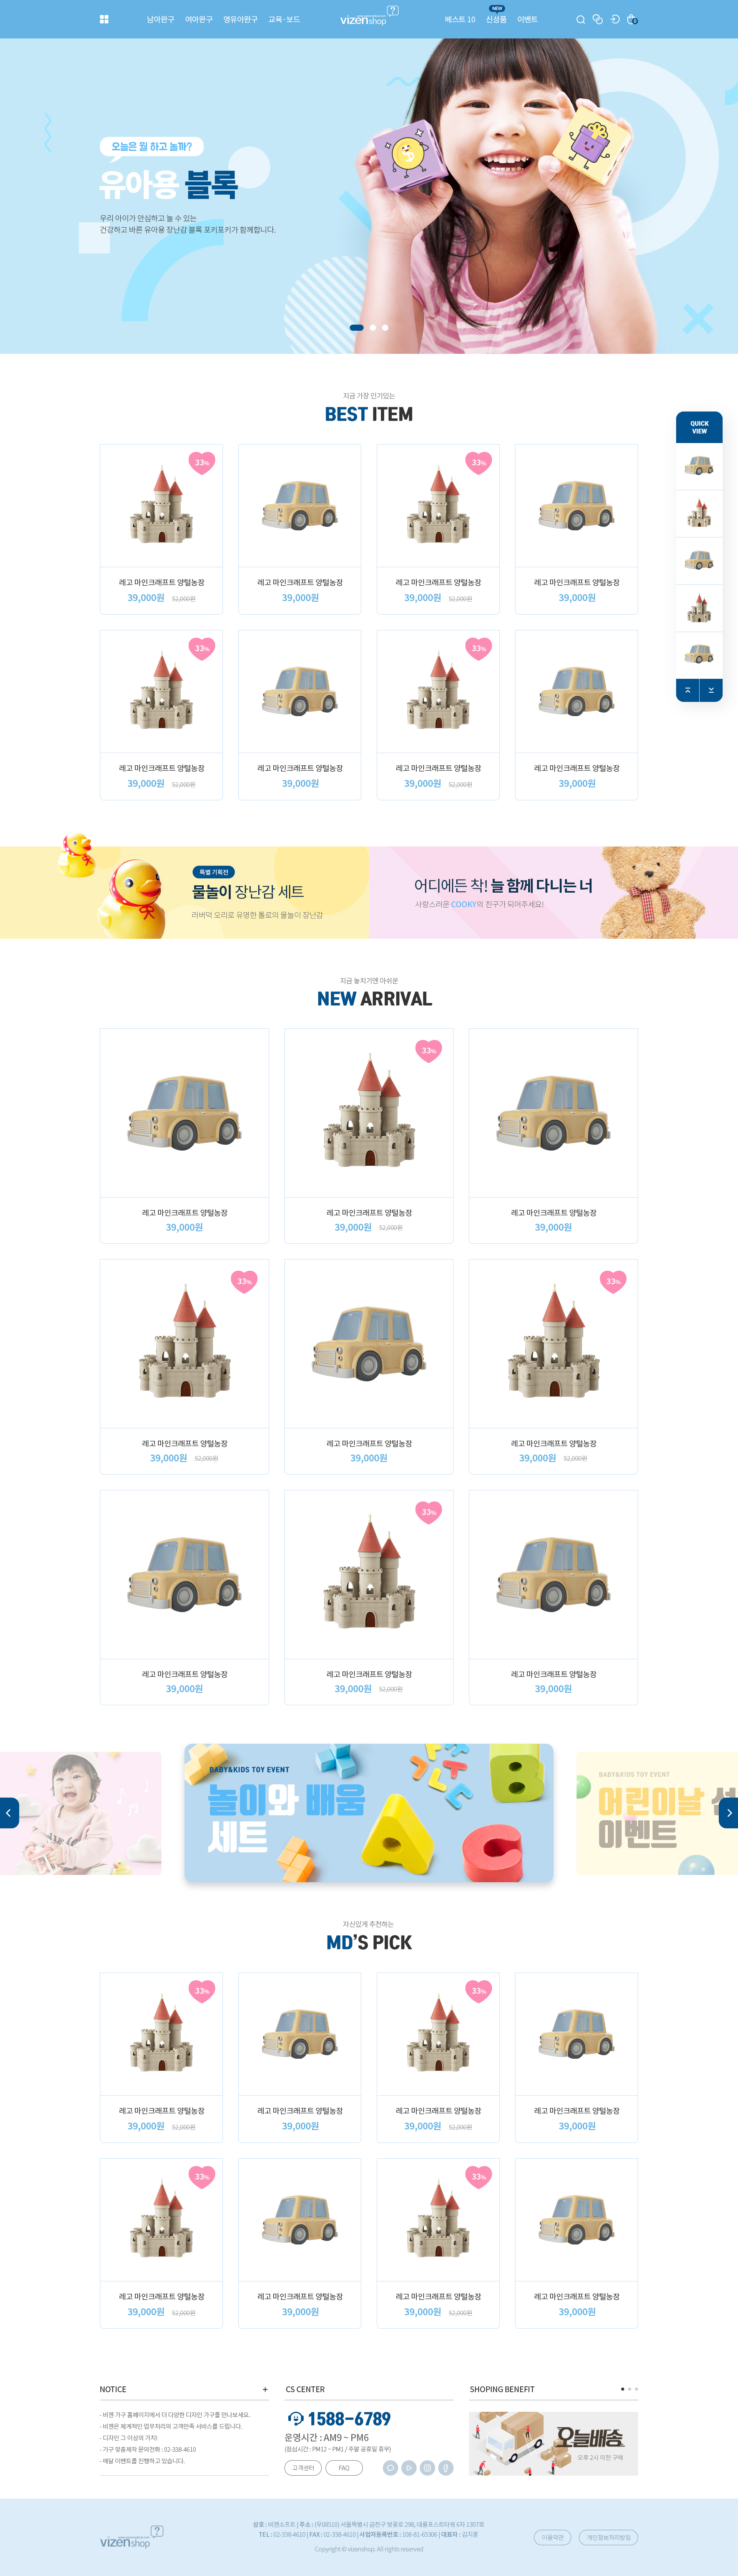 남아완구 여아완구 영유아완구 교육·보드
vizenshop
?
베스트 10 신상품 이벤트
NEW
0
오늘은 뭘 하고 놀까?
유아용 블록
우리 아이가 안심하고 놀 수 있는
건강하고 바른 유아용 장난감 블록 포키포키가 함께합니다.
지금 가장 인기있는
BEST ITEM
QUICK
VIEW
33% 33%
레고 마인크래프트 양털농장 레고 마인크래프트 양털농장 레고 마인크래프트 양털농장 레고 마인크래프트 양털농장
39,000원 52,000원 39,000원 39,000원 52,000원 39,000원
33% 33%
레고 마인크래프트 양털농장 레고 마인크래프트 양털농장 레고 마인크래프트 양털농장 레고 마인크래프트 양털농장
39,000원 52,000원 39,000원 39,000원 52,000원 39,000원
특별 기획전
물놀이 장난감 세트
러버덕 오리로 유명한 톨로의 물놀이 장난감
어디에든 착! 늘 함께 다니는 너
사랑스러운 COOKY의 친구가 되어주세요!
지금 놓치기엔 아쉬운
NEW ARRIVAL
33%
레고 마인크래프트 양털농장 레고 마인크래프트 양털농장 레고 마인크래프트 양털농장
39,000원 39,000원 52,000원 39,000원
33% 33%
레고 마인크래프트 양털농장 레고 마인크래프트 양털농장 레고 마인크래프트 양털농장
39,000원 52,000원 39,000원 39,000원 52,000원
33%
레고 마인크래프트 양털농장 레고 마인크래프트 양털농장 레고 마인크래프트 양털농장
39,000원 39,000원 52,000원 39,000원
BABY&KIDS TOY EVENT
놀이와 배움
세트
A B C
BABY&KIDS TOY EVENT
어린이날 선
이벤트
자신있게 추천하는
MD'S PICK
33% 33%
레고 마인크래프트 양털농장 레고 마인크래프트 양털농장 레고 마인크래프트 양털농장 레고 마인크래프트 양털농장
39,000원 52,000원 39,000원 39,000원 52,000원 39,000원
33% 33%
레고 마인크래프트 양털농장 레고 마인크래프트 양털농장 레고 마인크래프트 양털농장 레고 마인크래프트 양털농장
39,000원 52,000원 39,000원 39,000원 52,000원 39,000원
NOTICE +
- 비젠 가구 홈페이지에서 더 다양한 디자인 가구를 만나보세요.
- 비젠은 체계적인 업무처리와 고객만족 서비스를 드립니다.
- 디자인 그 이상의 가치!
- 가구 맞춤제작 문의전화 : 02-338-4610
- 매달 이벤트를 진행하고 있습니다.
CS CENTER
1588-6789
운영시간 : AM9 ~ PM6
(점심시간 : PM12 ~ PM1 / 주말 공휴일 휴무)
고객센터 FAQ
SHOPING BENEFIT
오늘배송
오후 2시 이전 구매
vizenshop
?
상호 : 비젠소프트 | 주소 : (우08510) 서울특별시 금천구 벚꽃로 298, 대륭포스트타워 6차 1307호
TEL : 02-338-4610 | FAX : 02-338-4610 | 사업자등록번호 : 108-81-65306 | 대표자 : 김지훈
Copyright © vizenshop. All rights reserved
이용약관 개인정보처리방침